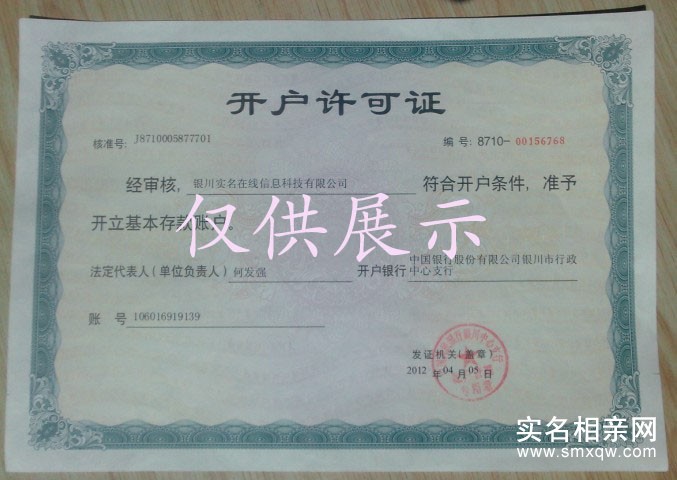 开户许可证
核准号: J8710005877701
编号: 8710-00156768
经审核, 银川实名在线信息科技有限公司 符合开户条件, 准予
开立基本存款账户。
仅供展示
法定代表人(单位负责人) 何发强 开户银行 中国银行股份有限公司银川市行政
中心支行
账 号 106016919139
发证机关(盖章)
2012 年 04 月 05 日
实名相亲网
www.smxqw.com